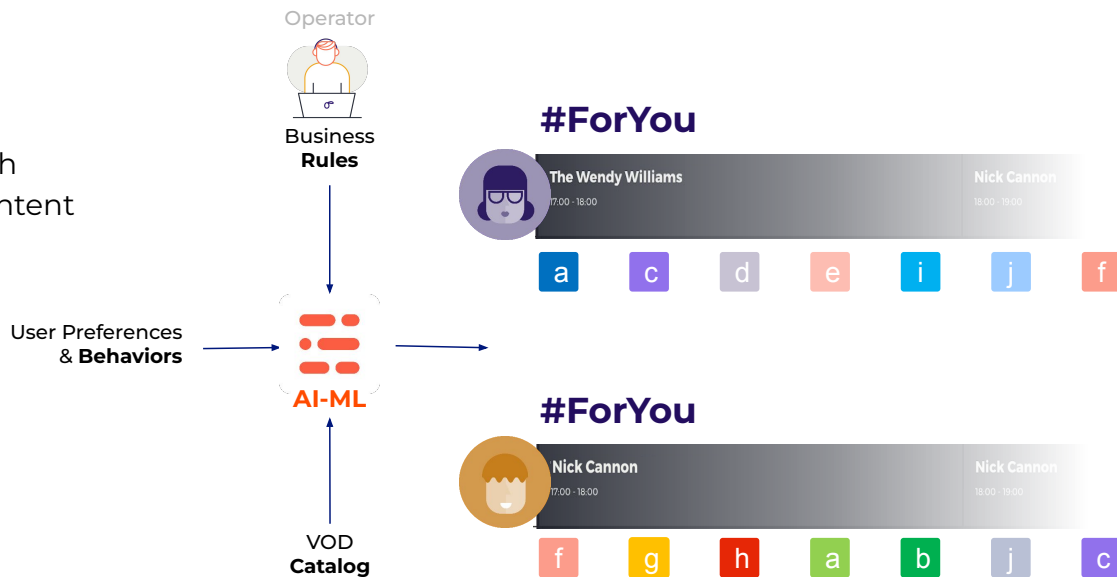 Operator
Business
Rules
h
ntent
User Preferences
& Behaviors
AI-ML
VOD
Catalog
#ForYou
The Wendy Williams
17:00 - 18:00
Nick Cannon
18:00 - 19:00
a c d e i j f
#ForYou
Nick Cannon
17:00 - 18:00
Nick Cannon
18:00 - 19:00
f g h a b j c